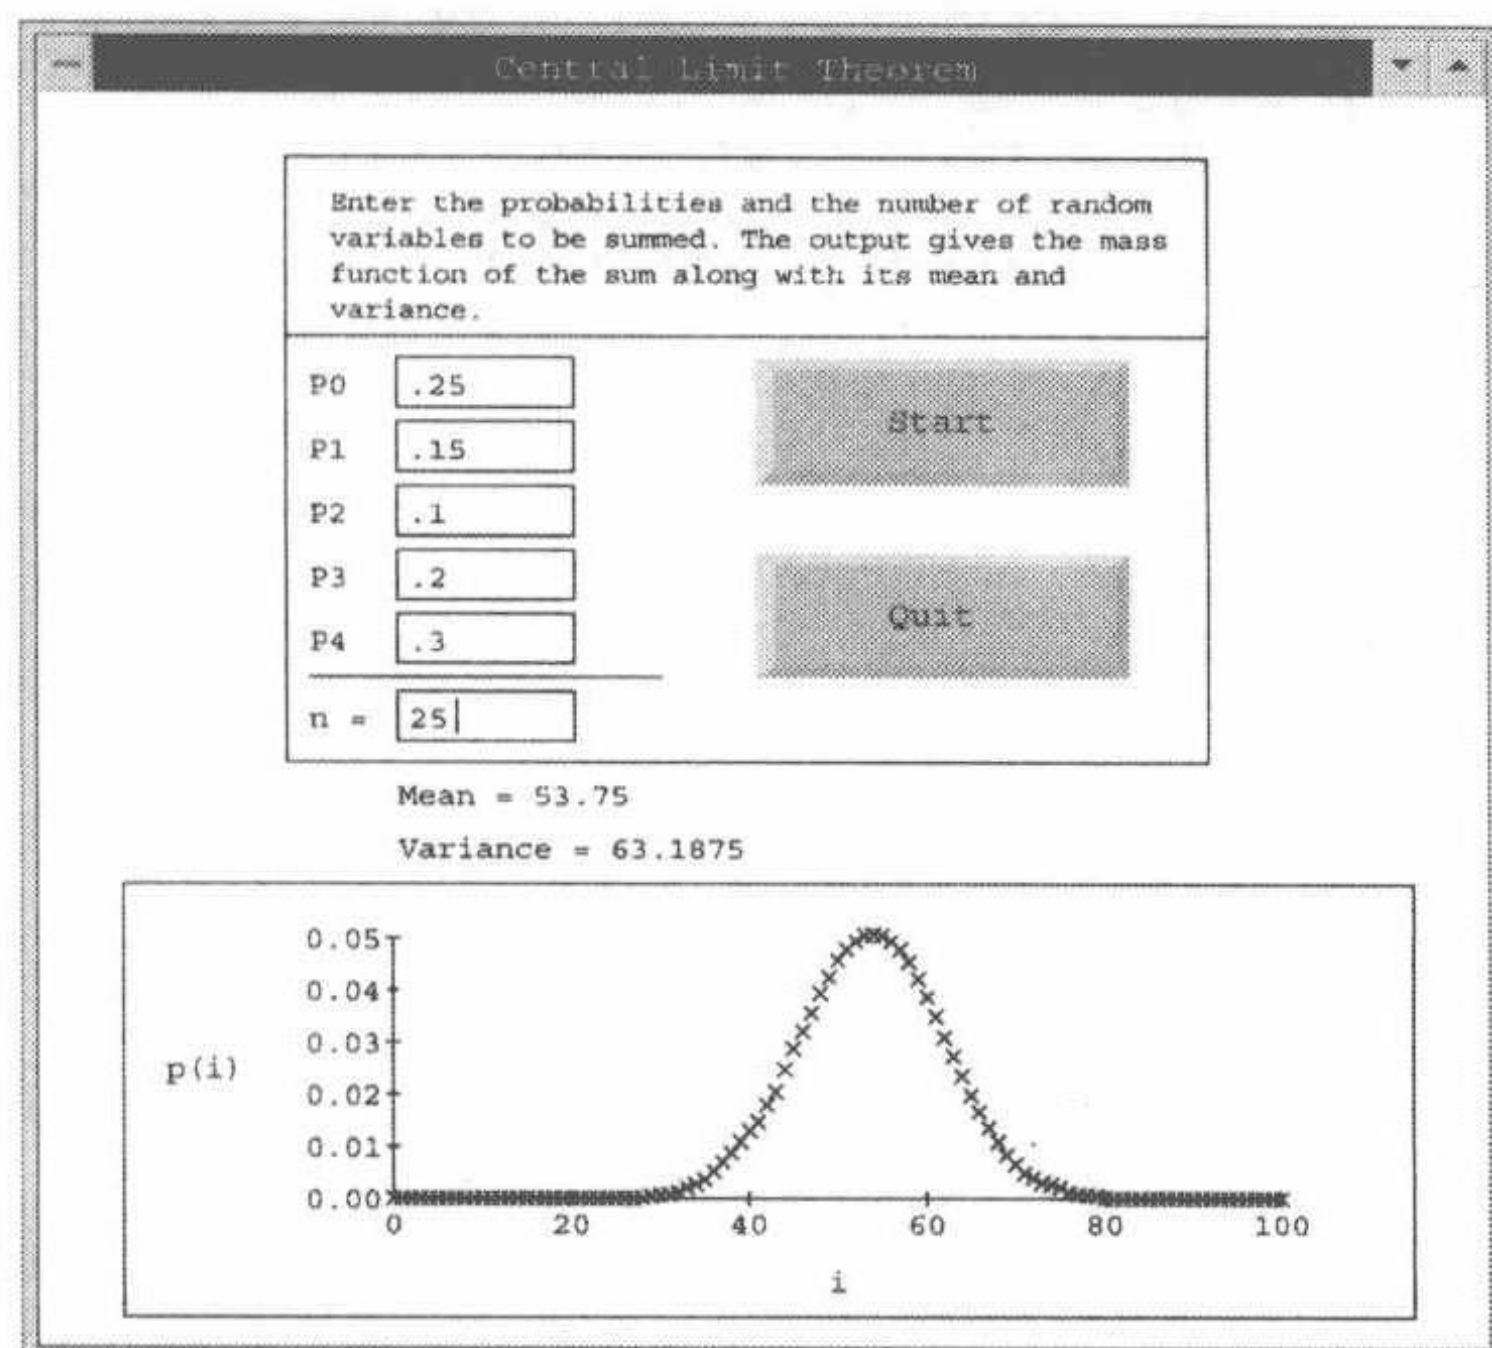 Central Limit Theorem
Enter the probabilities and the number of random
variables to be summed. The output gives the mass
function of the sum along with its mean and
variance.
P0 .25
Start
P1 .15
P2 .1
P3 .2
Quit
P4 .3
n = 25
Mean = 53.75
Variance = 63.1875
0.05
0.04
0.03
p(i)
0.02
0.01
0.00
0 20 40 60 80 100
i